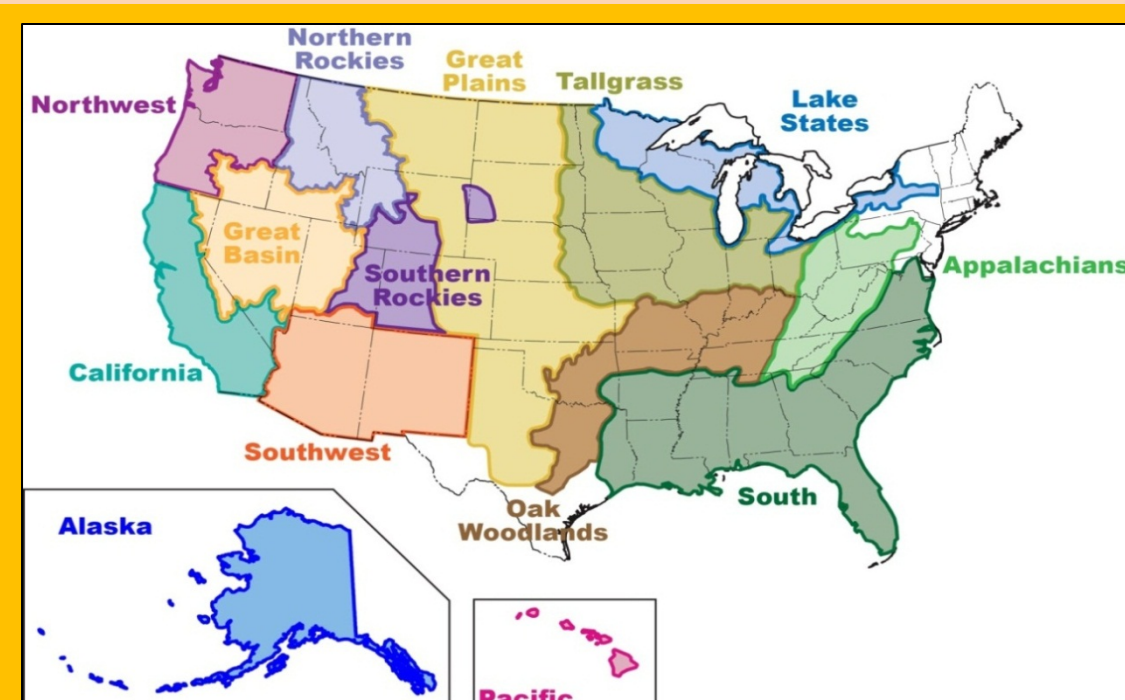 Northern
Rockies
Great
Plains
Tallgrass
Northwest
Lake
States
Great
Basin
Southern
Rockies
Appalachians
California
Southwest
South
Oak
Woodlands
Alaska
Pacific